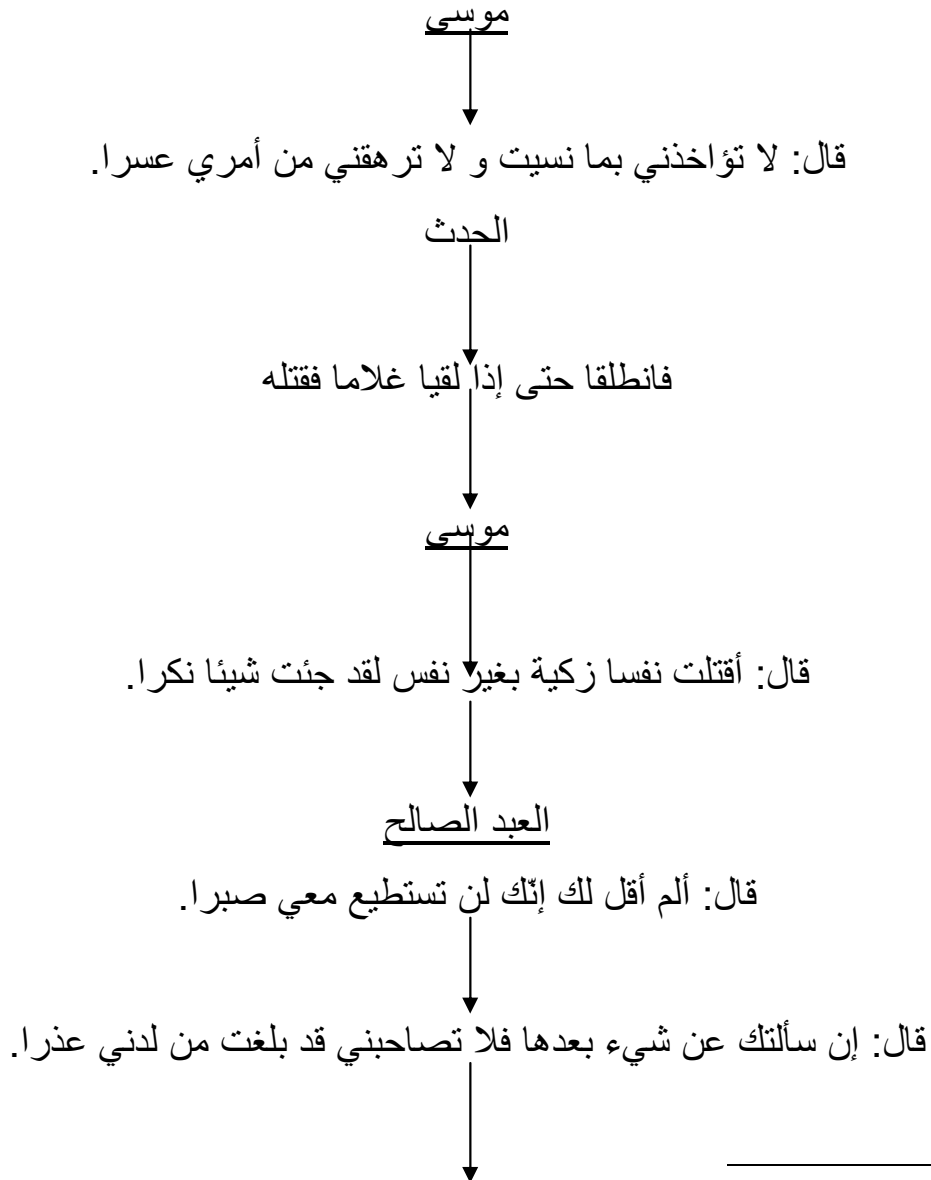 موسى
قال: لا تؤاخذني بما نسيت و لا ترهقني من أمري عسرا.
الحدث
فانطلقا حتى إذا لقيا غلاما فقتله
موسى
قال: أقتلت نفسا زكية بغير نفس لقد جئت شيئا نكرا.
العبد الصالح
قال: ألم أقل لك إنّك لن تستطيع معي صبرا.
قال: إن سألتك عن شيء بعدها فلا تصاحبني قد بلغت من لدني عذرا.